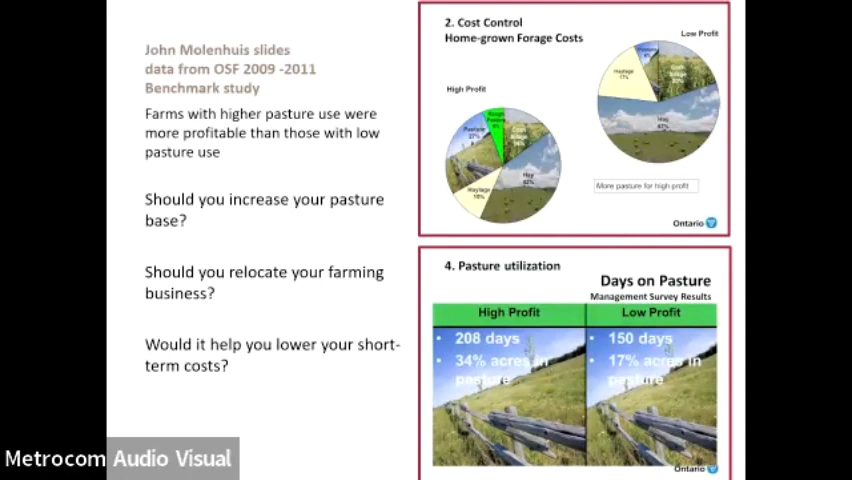 John Molenhuis slides
data from OSF 2009 -2011
Benchmark study
Farms with higher pasture use were
more profitable than those with low
pasture use
Should you increase your pasture
base?
Should you relocate your farming
business?
Would it help you lower your short-
term costs?
2. Cost Control
Home-grown Forage Costs
Low Profit
Pasture
Haylage
17%
Hay
High Profit
Rough
Pasture
Pasture
27%
Hay
Haylage
More pasture for high profit
Ontario
4. Pasture utilization
Days on Pasture
Management Survey Results
High Profit
Low Profit
• 208 days
• 34% acres in
pasture
• 150 days
• 17% acres in
pasture
Ontario
Metrocom Audio Visual